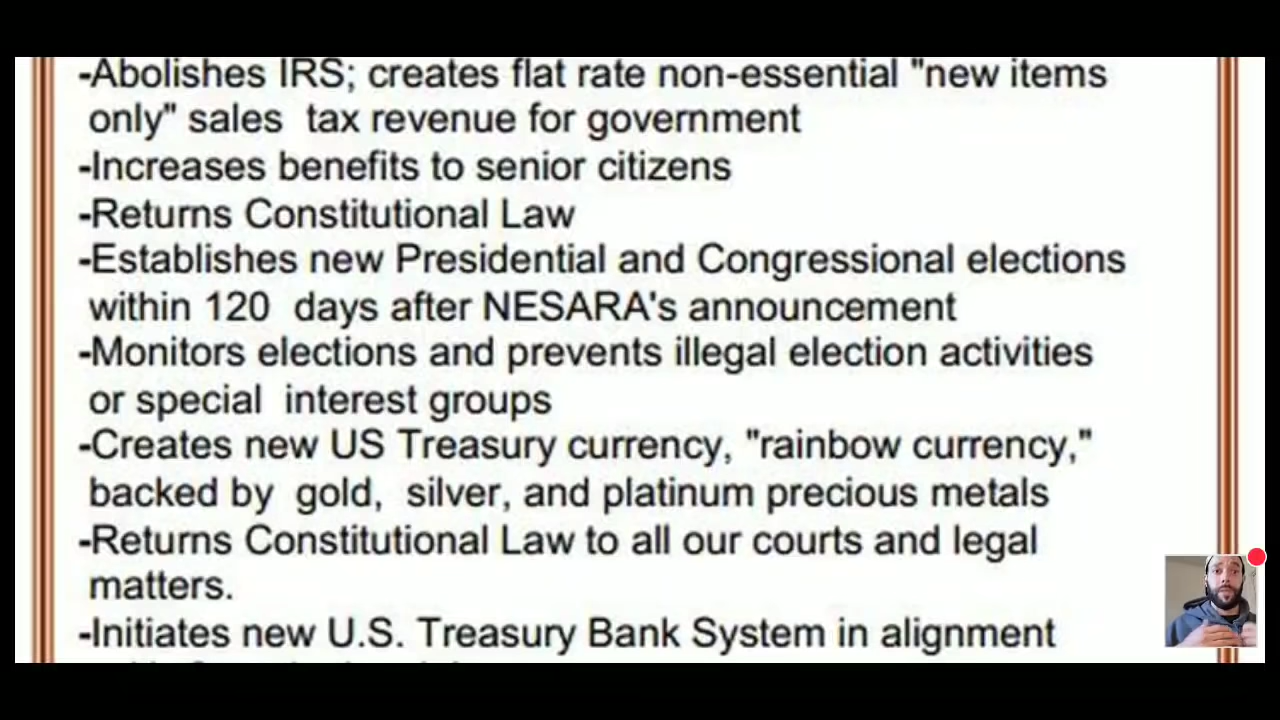 -Abolishes IRS; creates flat rate non-essential "new items
only" sales tax revenue for government
-Increases benefits to senior citizens
-Returns Constitutional Law
-Establishes new Presidential and Congressional elections
within 120 days after NESARA's announcement
-Monitors elections and prevents illegal election activities
or special interest groups
-Creates new US Treasury currency, "rainbow currency,"
backed by gold, silver, and platinum precious metals
-Returns Constitutional Law to all our courts and legal
matters.
-Initiates new U.S. Treasury Bank System in alignment